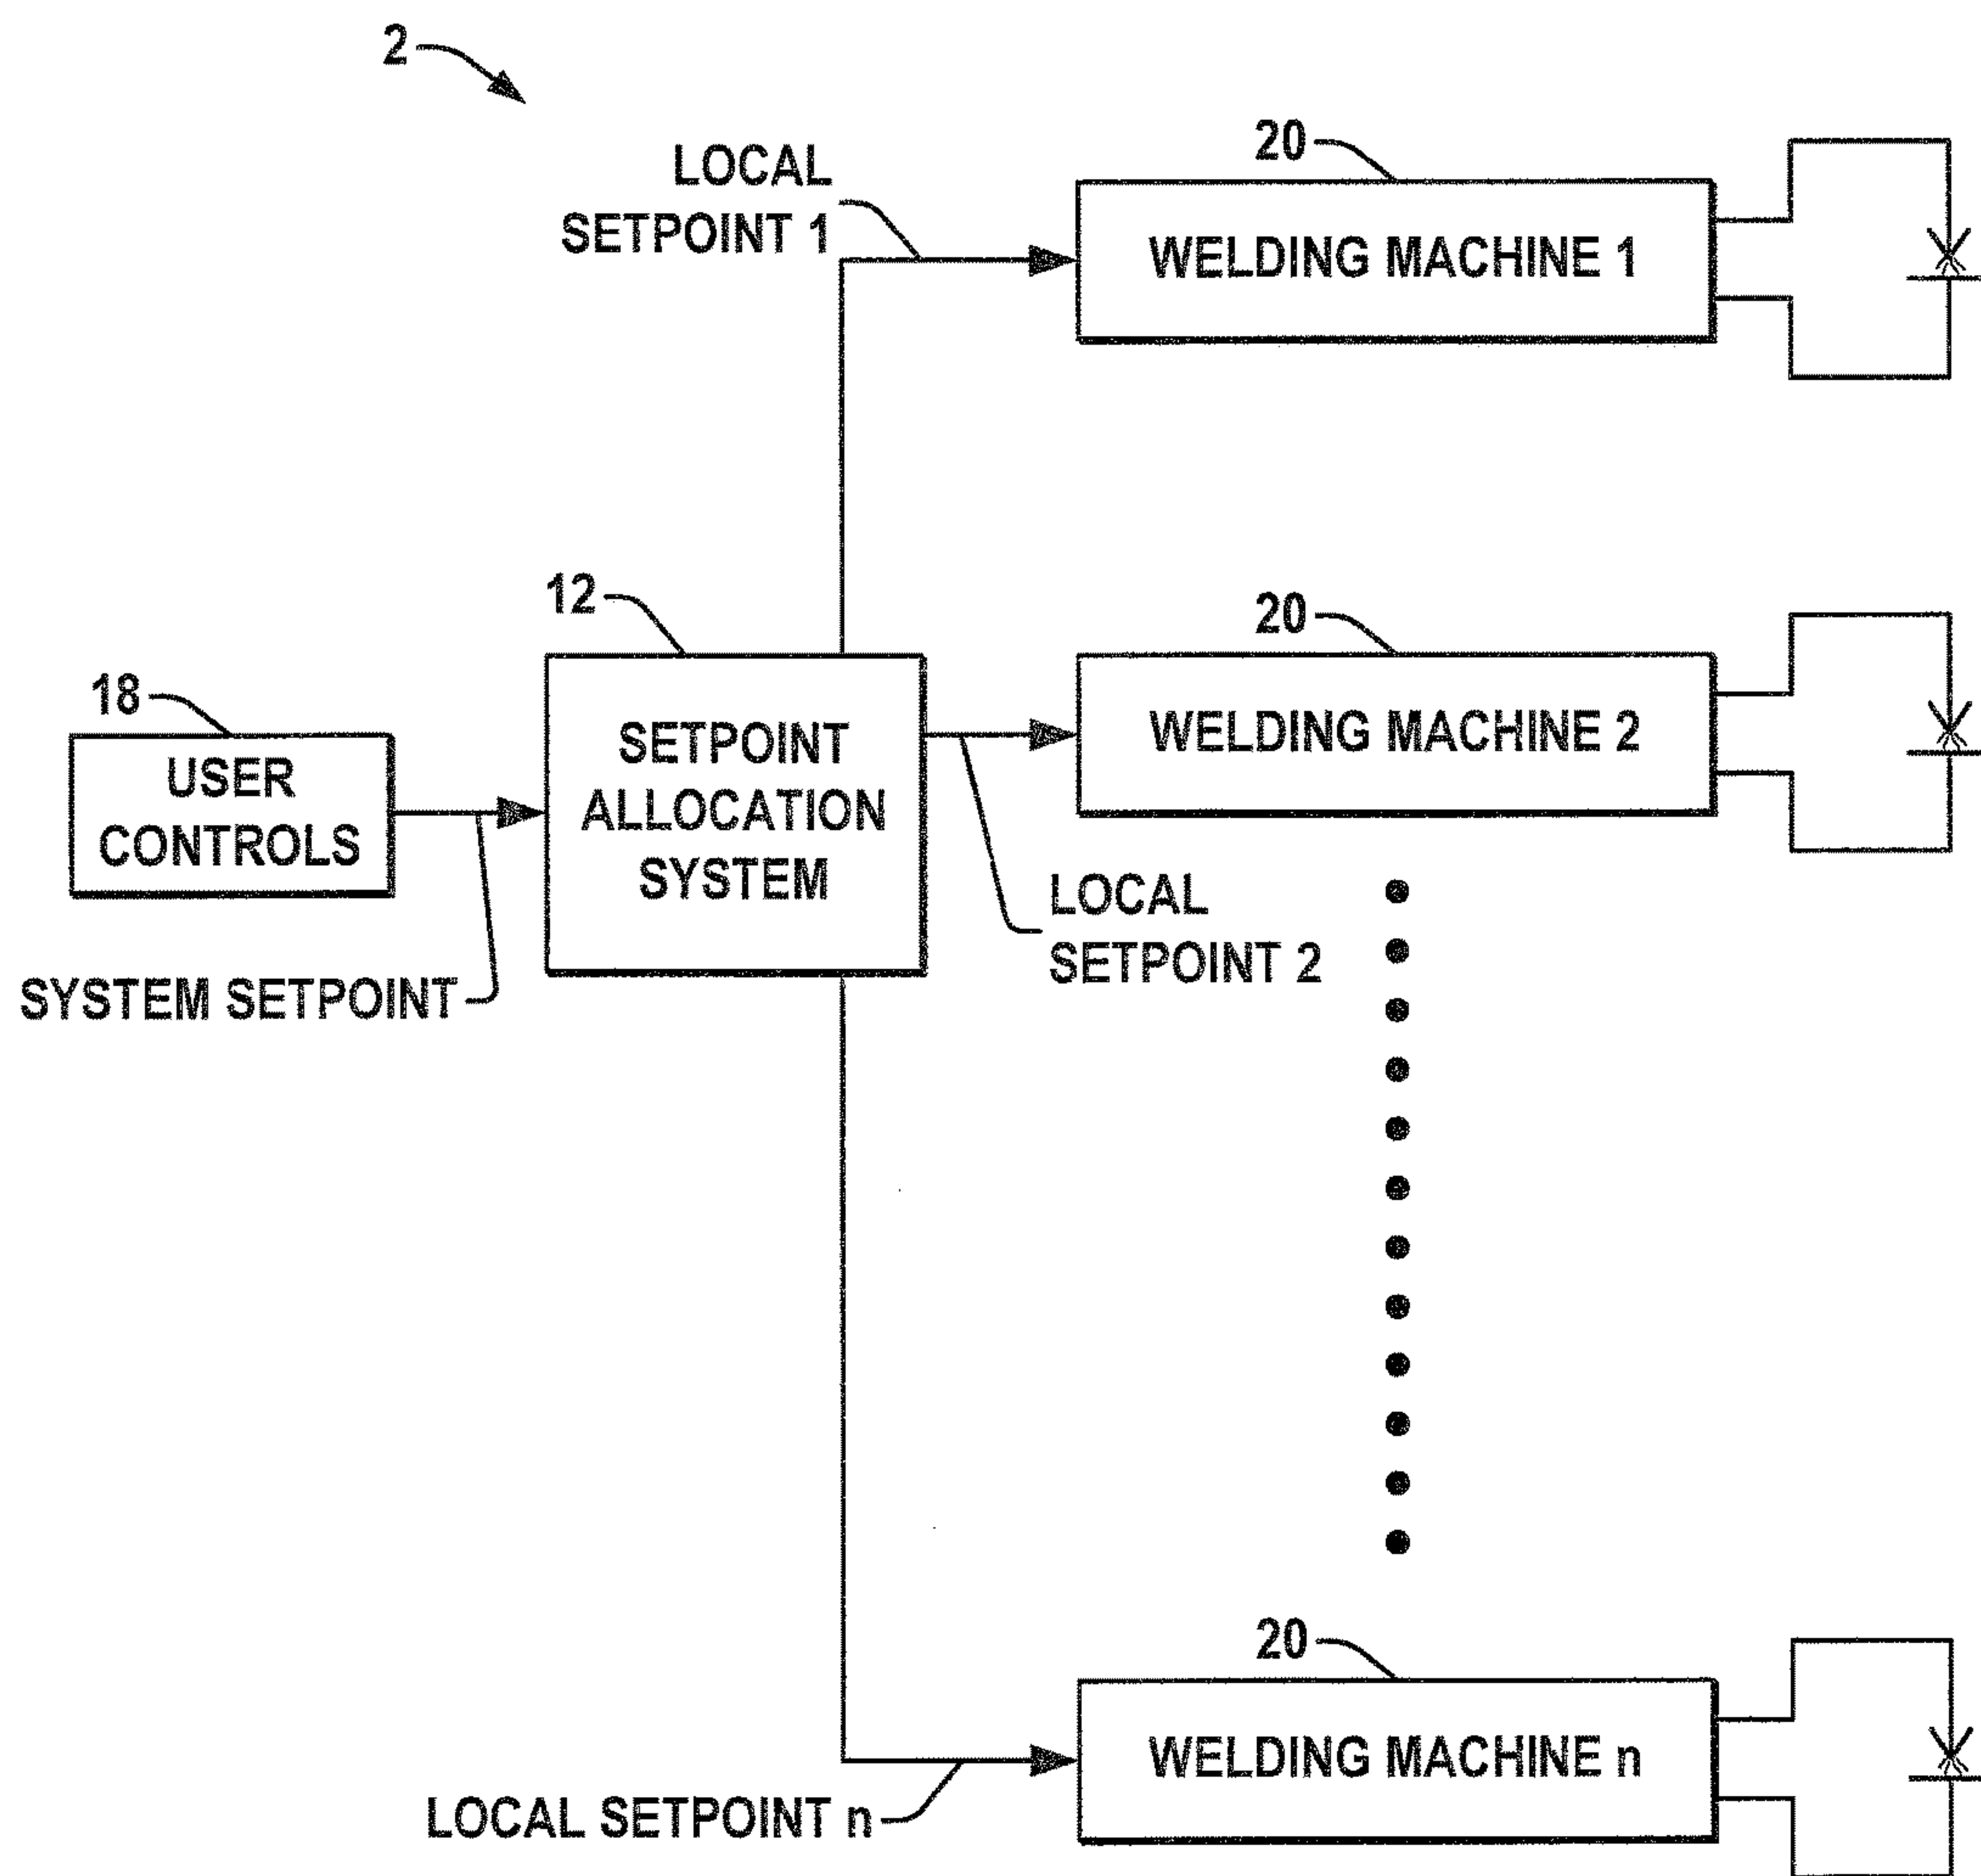 2
LOCAL
SETPOINT 1
20
WELDING MACHINE 1
12
20
18
USER
CONTROLS
SETPOINT
ALLOCATION
SYSTEM
WELDING MACHINE 2
LOCAL
SETPOINT 2
SYSTEM SETPOINT
20
WELDING MACHINE n
LOCAL SETPOINT n